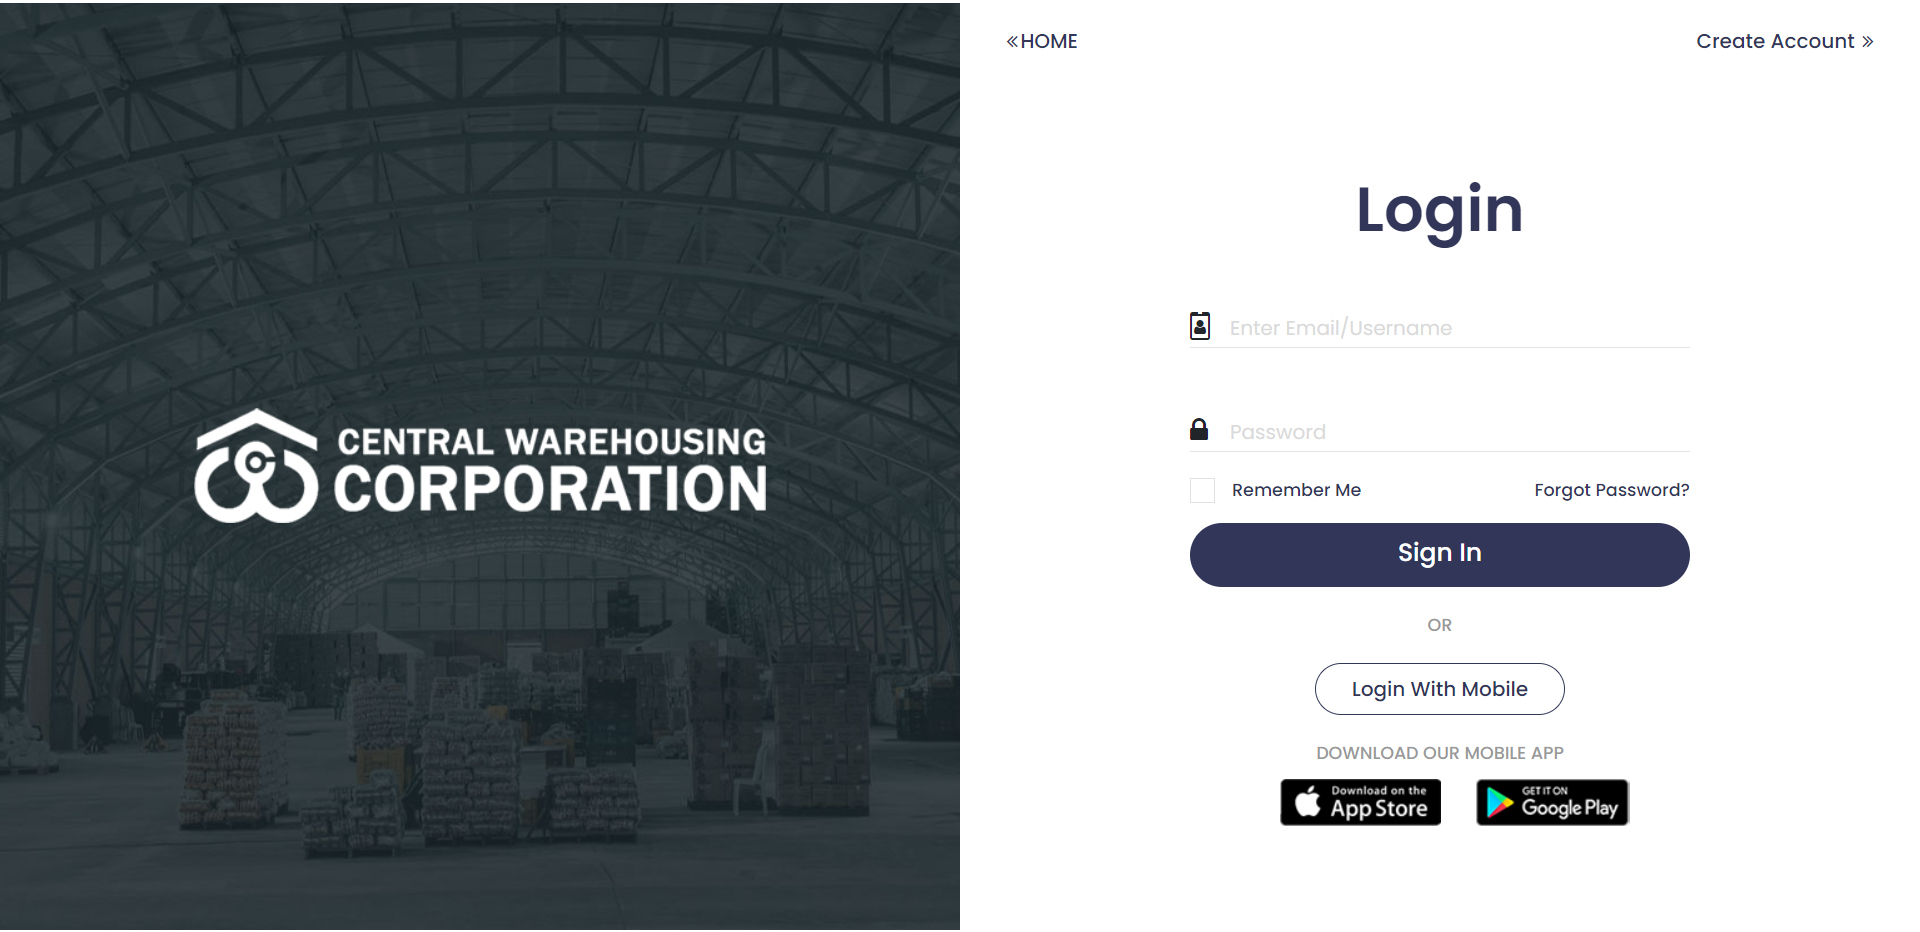 CENTRAL WAREHOUSING
CORPORATION
HOME
Create Account
Login
Enter Email/Username
Password
Remember Me
Forgot Password?
Sign In
OR
Login With Mobile
DOWNLOAD OUR MOBILE APP
Download on the
App Store
GET IT ON
Google Play